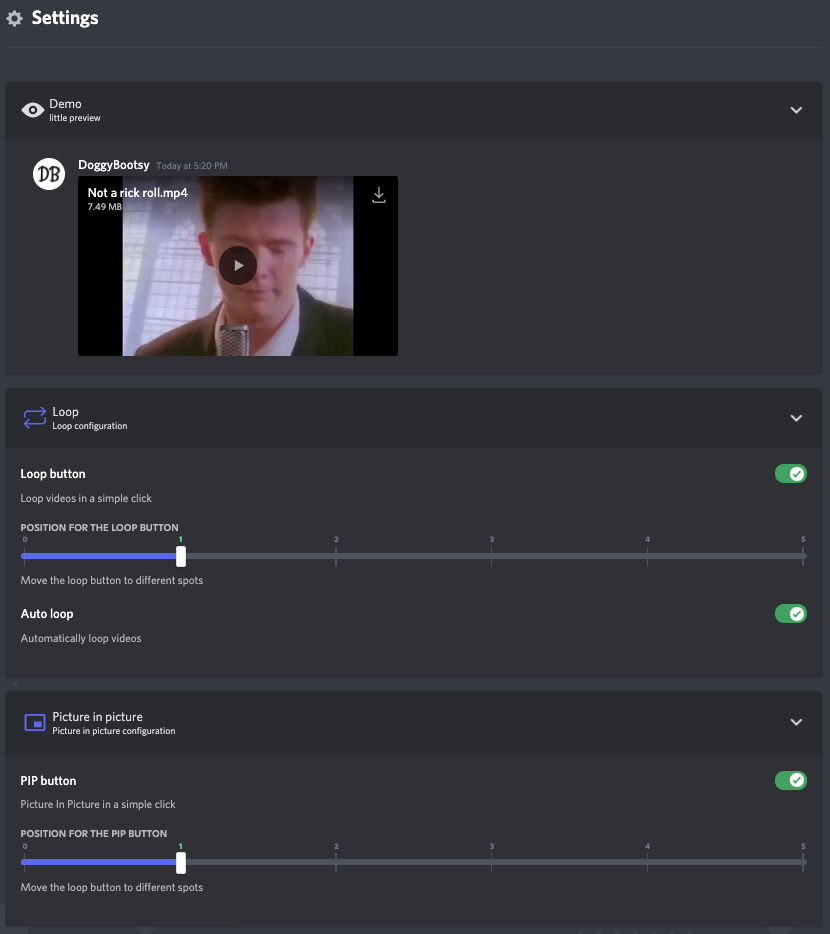 Settings
Demo
little preview
DB
DoggyBootsy Today at 5:20 PM
Not a rick roll.mp4
7.49 MB
Loop
Loop configuration
Loop button
Loop videos in a simple click
POSITION FOR THE LOOP BUTTON
0 1 2 3 4 5
Move the loop button to different spots
Auto loop
Automatically loop videos
Picture in picture
Picture in picture configuration
PIP button
Picture In Picture in a simple click
POSITION FOR THE PIP BUTTON
0 1 2 3 4 5
Move the loop button to different spots